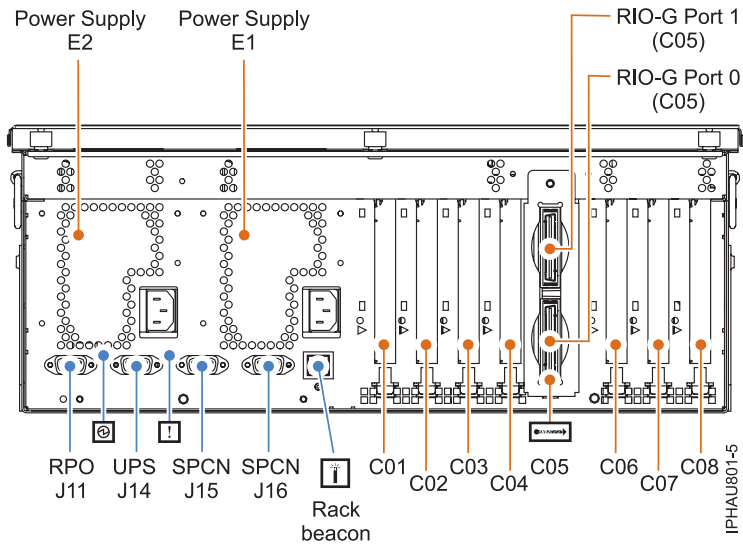 Power Supply
E2
Power Supply
E1
RIO-G Port 1
(C05)
RIO-G Port 0
(C05)
RPO
J11
UPS
J14
SPCN
J15
SPCN
J16
!
i
Rack
beacon
C01
C02
C03
C04
C05
C06
C07
C08
IPHAU801-5